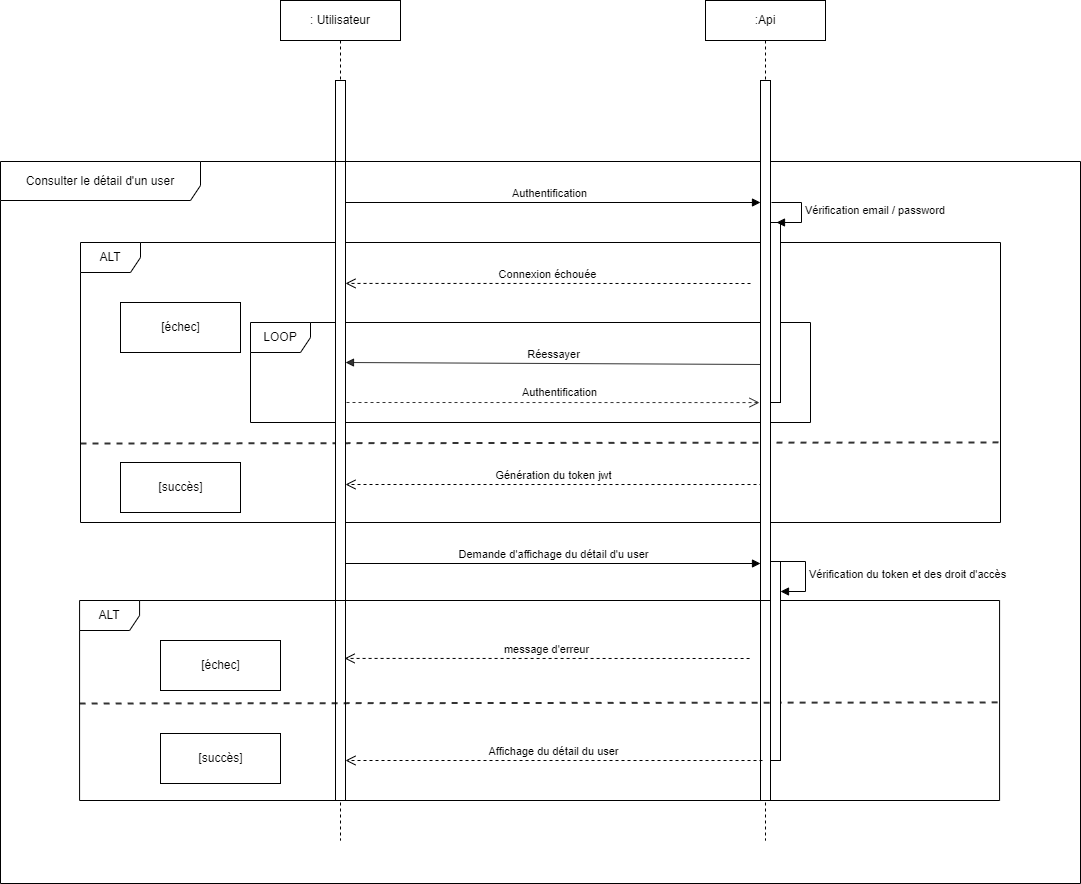 : Utilisateur
:Api
Consulter le détail d'un user
Authentification
Vérification email / password
ALT
Connexion échouée
[échec]
LOOP
Réessayer
Authentification
Génération du token jwt
[succès]
Demande d'affichage du détail d'u user
Vérification du token et des droit d'accès
ALT
message d'erreur
[échec]
Affichage du détail du user
[succès]